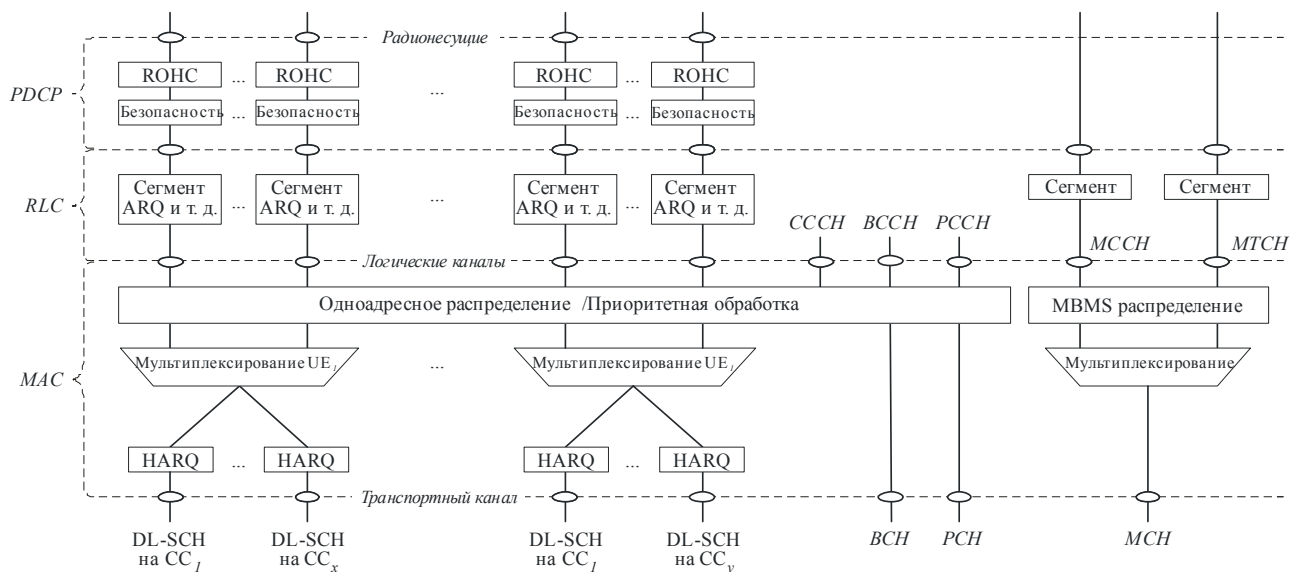 Радионесущие
ROHC ... ROHC ROHC ... ROHC
PDCP ...
Безопасность ... Безопасность Безопасность ... Безопасность
Сегмент Сегмент Сегмент Сегмент Сегмент Сегмент
RLC ARQ и т. д. ... ARQ и т. д. ... ARQ и т. д. ... ARQ и т. д.
CCCH BCCH PCCH
MCCH MTCH
Логические каналы
Одноадресное распределение /Приоритетная обработка MBMS распределение
MAC Мультиплексирование UE1 ... Мультиплексирование UE1 Мультиплексирование
HARQ ... HARQ HARQ ... HARQ
Транспортный канал
DL-SCH DL-SCH DL-SCH DL-SCH BCH PCH MCH
на CC1 на CCx на CC1 на CCy